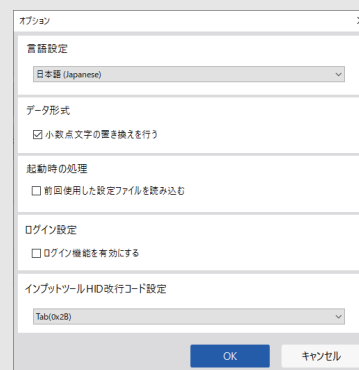 オプション
言語設定
日本語 (Japanese)
データ形式
小数点文字の置き換えを行う
起動時の処理
前回使用した設定ファイルを読み込む
ログイン設定
ログイン機能を有効にする
インプットツールHID改行コード設定
Tab(0x2B)
OK キャンセル